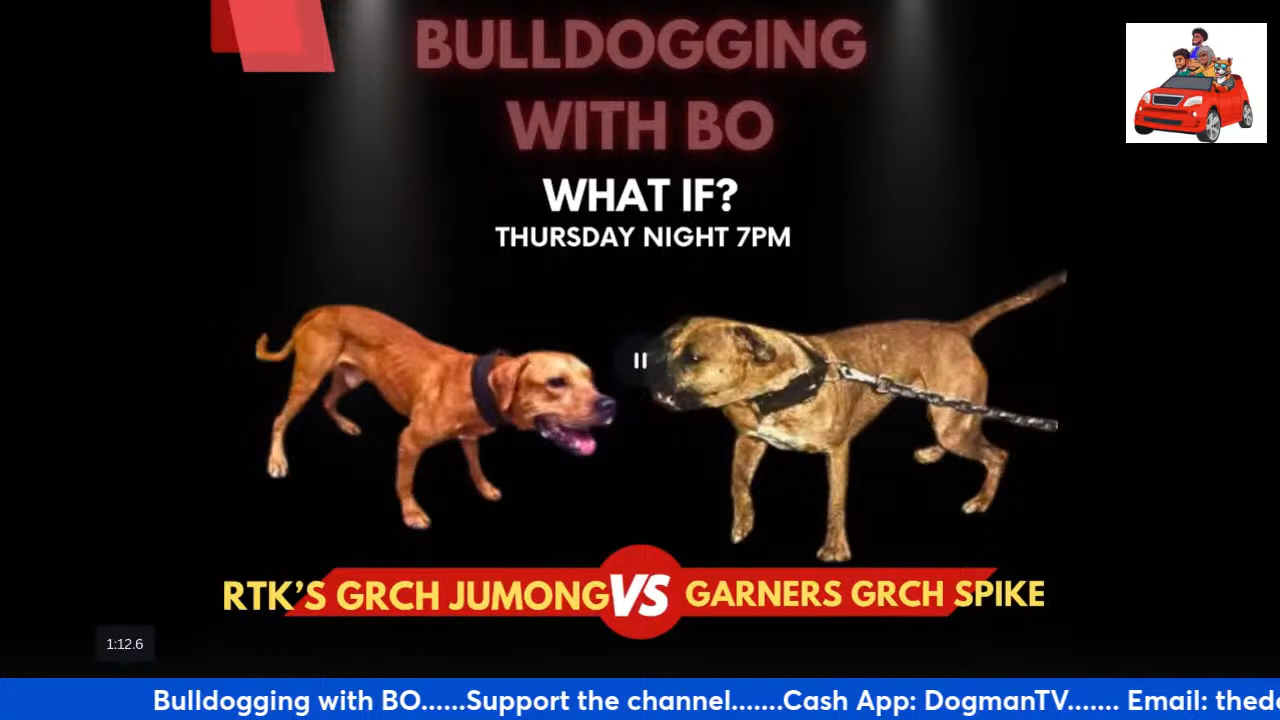 BULLDOGGING
WITH BO
WHAT IF?
THURSDAY NIGHT 7PM
RTK'S GRCH JUMONG VS GARNERS GRCH SPIKE
1:12.6
Bulldogging with BO......Support the channel.......Cash App: DogmanTV....... Email: